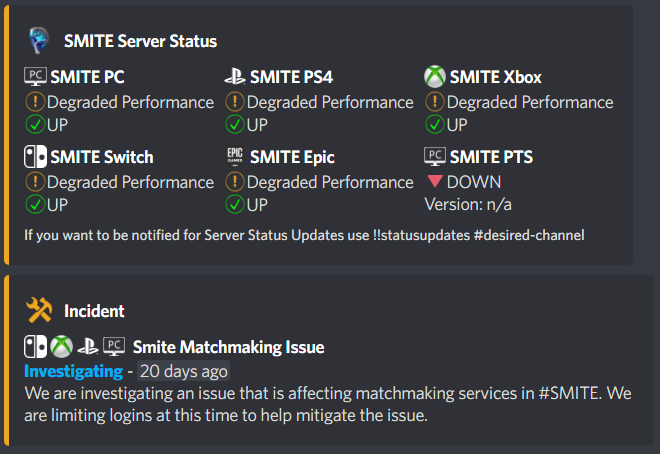 SMITE Server Status
PC SMITE PC SMITE PS4 SMITE Xbox
Degraded Performance Degraded Performance Degraded Performance
UP UP UP
SMITE Switch EPIC GAMES SMITE Epic PC SMITE PTS
Degraded Performance Degraded Performance DOWN
UP UP Version: n/a
If you want to be notified for Server Status Updates use !!statusupdates #desired-channel
Incident
PC Smite Matchmaking Issue
Investigating - 20 days ago
We are investigating an issue that is affecting matchmaking services in #SMITE. We
are limiting logins at this time to help mitigate the issue.